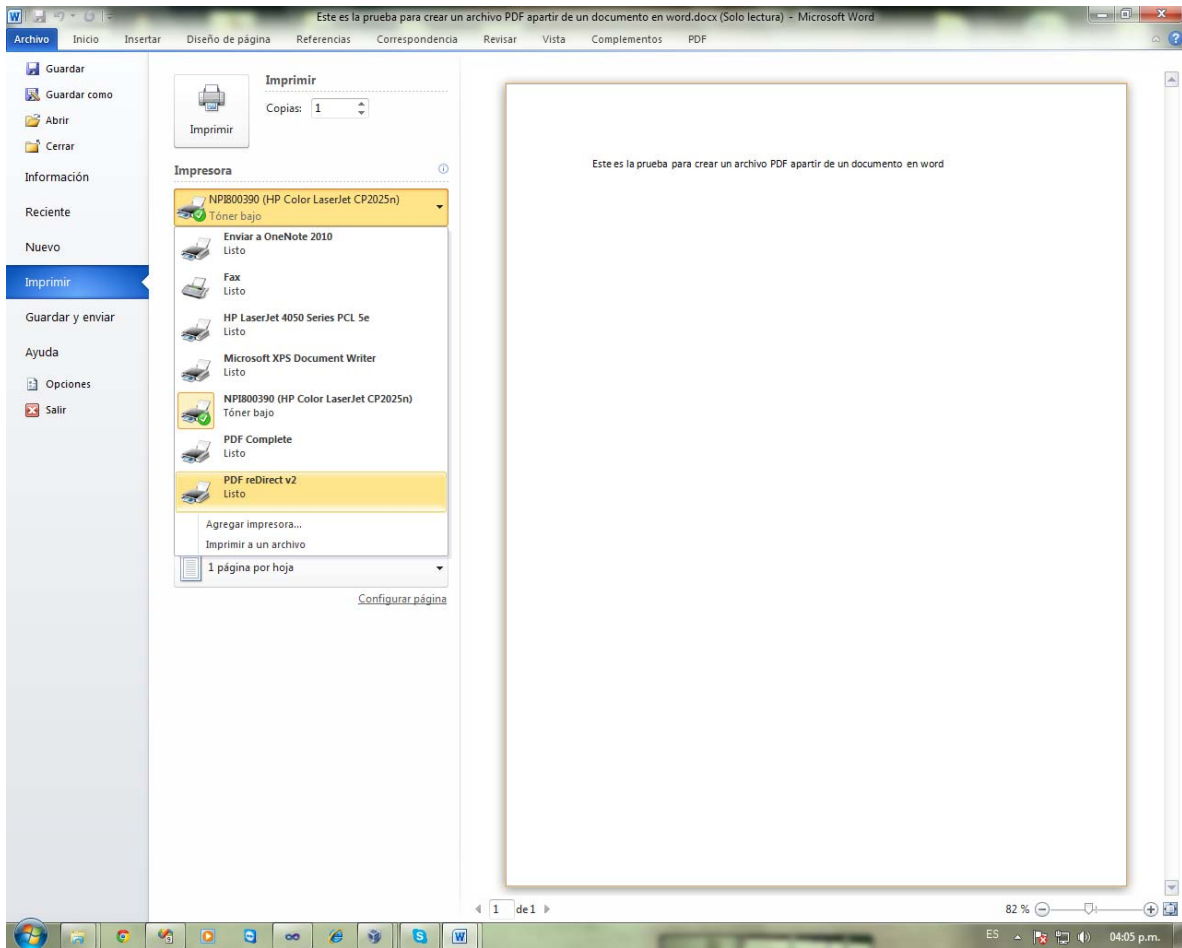 Este es la prueba para crear un archivo PDF apartir de un documento en word.docx (Solo lectura) - Microsoft Word
Archivo Inicio Insertar Diseño de página Referencias Correspondencia Revisar Vista Complementos PDF
Guardar
Guardar como
Abrir
Cerrar
Información
Reciente
Nuevo
Imprimir
Guardar y enviar
Ayuda
Opciones
Salir
Imprimir
Imprimir
Copias: 1
Impresora
NPI800390 (HP Color LaserJet CP2025n)
Tóner bajo
Enviar a OneNote 2010
Listo
Fax
Listo
HP LaserJet 4050 Series PCL 5e
Listo
Microsoft XPS Document Writer
Listo
NPI800390 (HP Color LaserJet CP2025n)
Tóner bajo
PDF Complete
Listo
PDF reDirect v2
Listo
Agregar impresora...
Imprimir a un archivo
1 página por hoja
Configurar página
Este es la prueba para crear un archivo PDF apartir de un documento en word
1 de 1
82 %
ES 04:05 p.m.